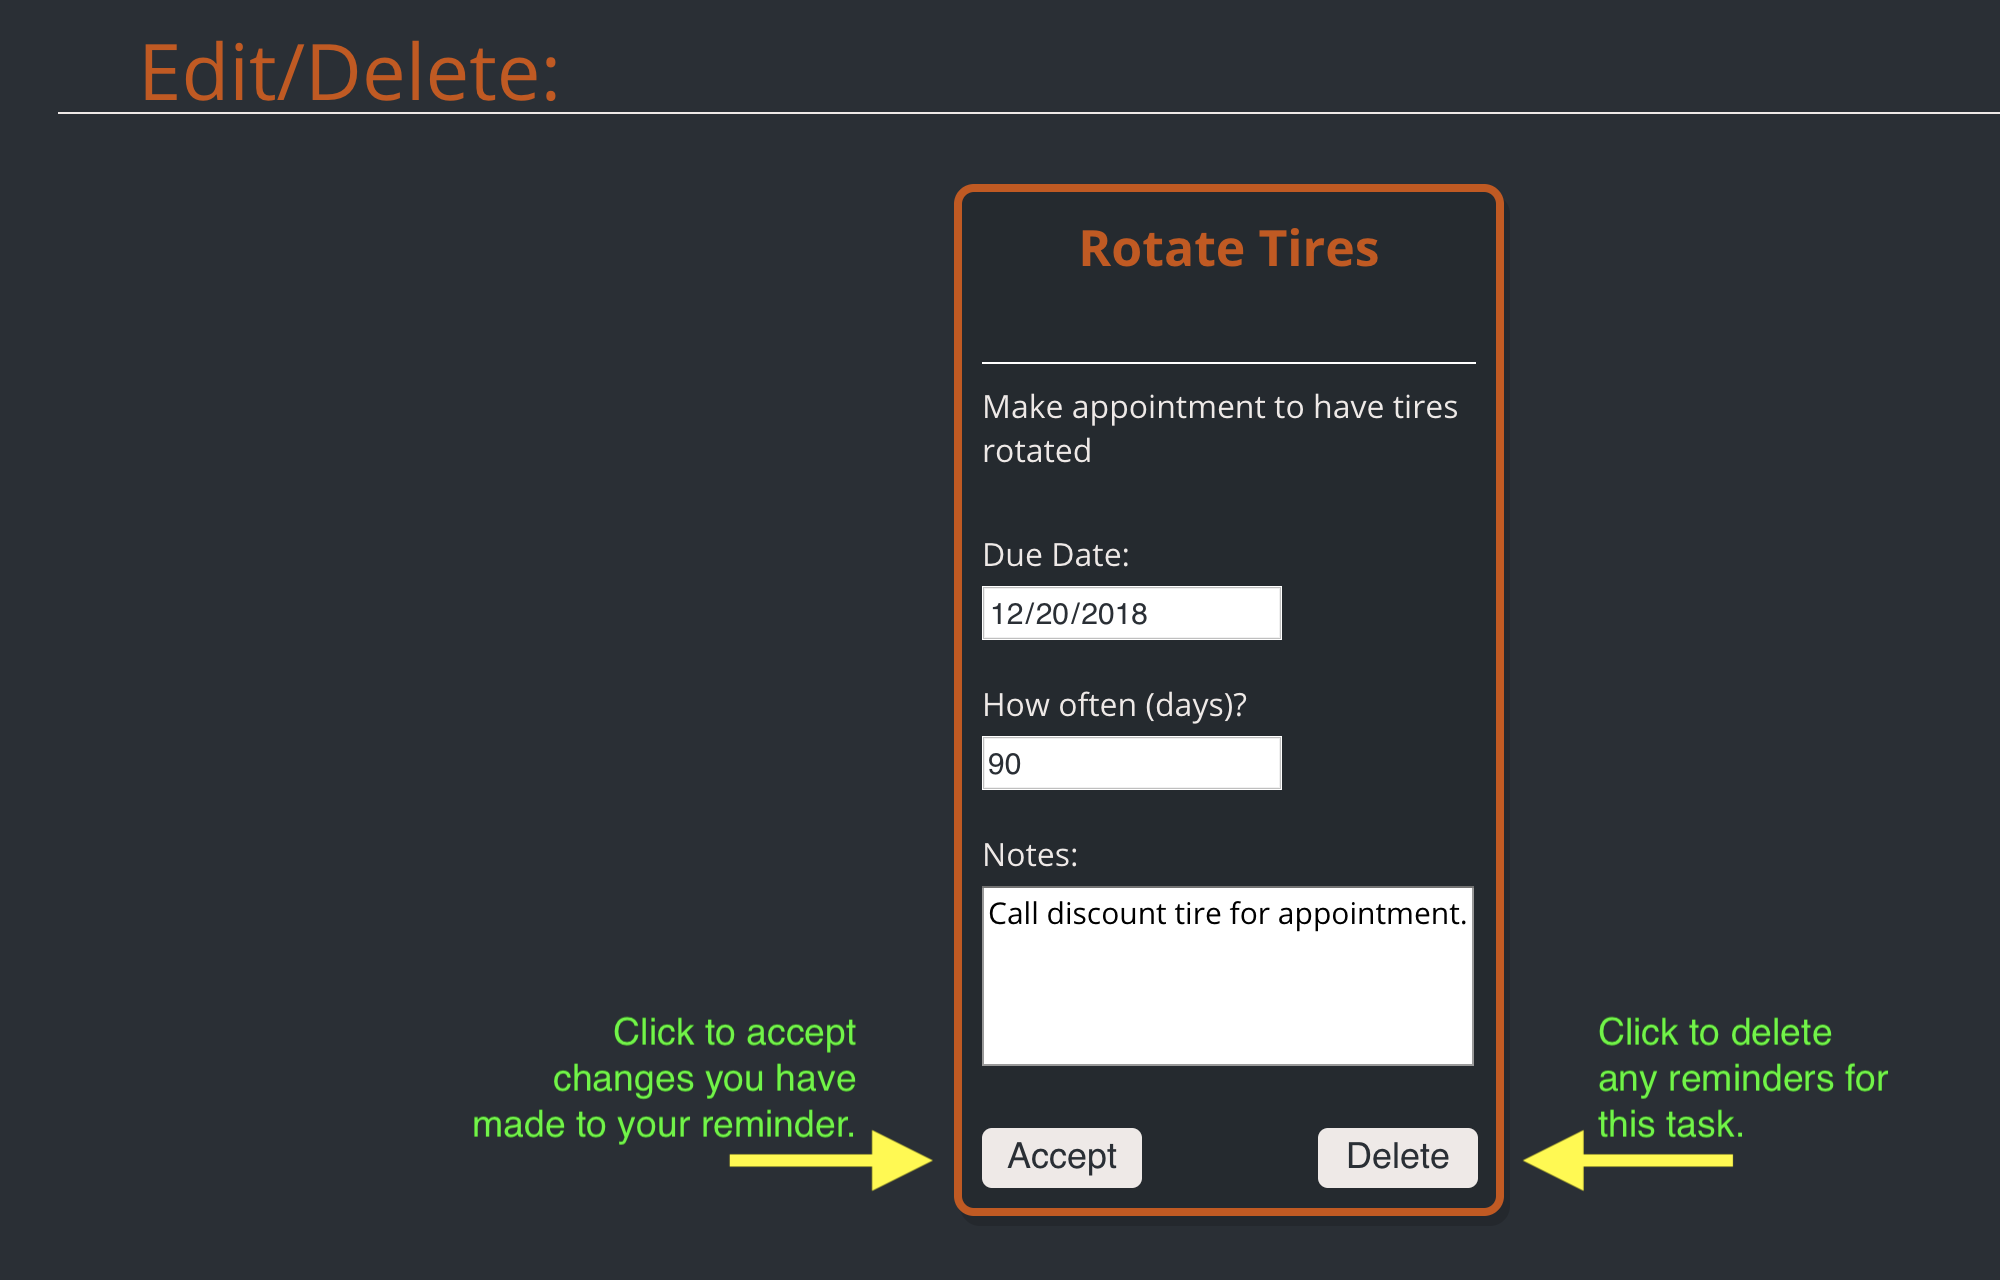 Edit/Delete:
Rotate Tires
Make appointment to have tires
rotated
Due Date:
12/20/2018
How often (days)?
90
Notes:
Call discount tire for appointment.
Click to accept
changes you have
made to your reminder.
Accept
Delete
Click to delete
any reminders for
this task.